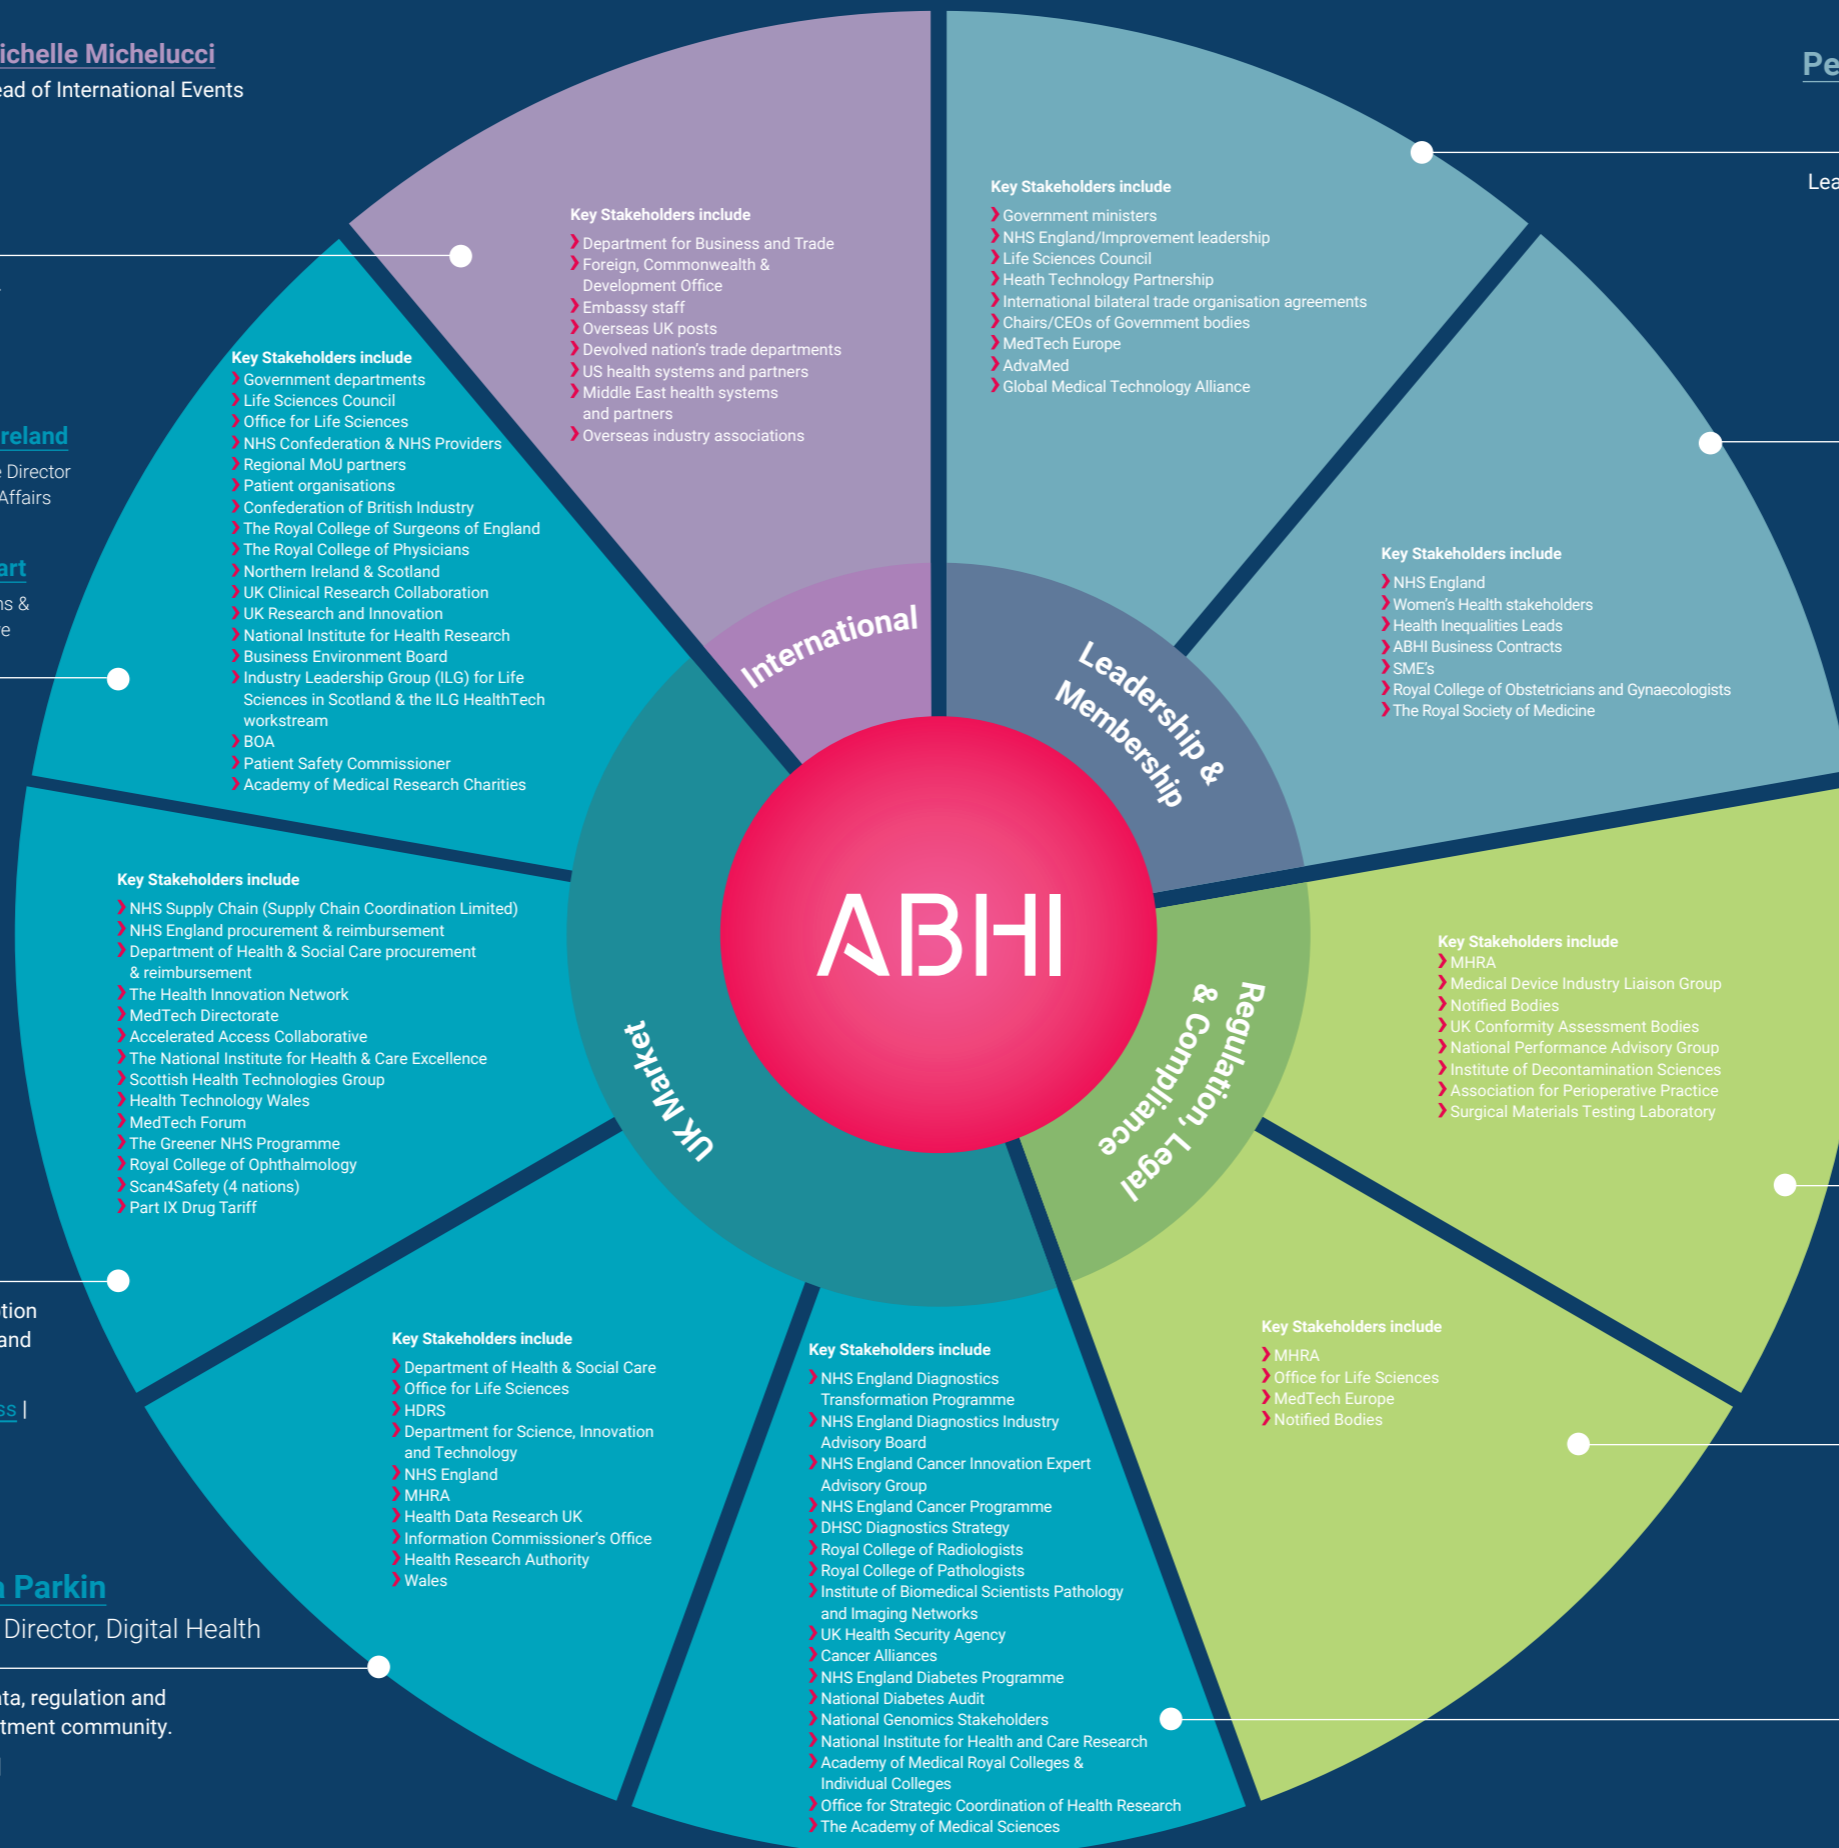 ichelle Michelucci
ead of International Events
Pe
Lea
Key Stakeholders include
Department for Business and Trade
Foreign, Commonwealth &
Development Office
Embassy staff
Overseas UK posts
Devolved nation's trade departments
US health systems and partners
Middle East health systems
and partners
Overseas industry associations
Key Stakeholders include
Government ministers
NHS England/Improvement leadership
Life Sciences Council
Heath Technology Partnership
International bilateral trade organisation agreements
Chairs/CEOs of Government bodies
MedTech Europe
AdvaMed
Global Medical Technology Alliance
reland
e Director
Affairs
art
ns &
e
Key Stakeholders include
Government departments
Life Sciences Council
Office for Life Sciences
NHS Confederation & NHS Providers
Regional MoU partners
Patient organisations
Confederation of British Industry
The Royal College of Surgeons of England
The Royal College of Physicians
Northern Ireland & Scotland
UK Clinical Research Collaboration
UK Research and Innovation
National Institute for Health Research
Business Environment Board
Industry Leadership Group (ILG) for Life
Sciences in Scotland & the ILG HealthTech
workstream
BOA
Patient Safety Commissioner
Academy of Medical Research Charities
Key Stakeholders include
NHS England
Women's Health stakeholders
Health Inequalities Leads
ABHI Business Contracts
SME's
Royal College of Obstetricians and Gynaecologists
The Royal Society of Medicine
International
Leadership &
Membership
ABHI
UK Market
Regulation, Legal
& Compliance
Key Stakeholders include
NHS Supply Chain (Supply Chain Coordination Limited)
NHS England procurement & reimbursement
Department of Health & Social Care procurement
& reimbursement
The Health Innovation Network
MedTech Directorate
Accelerated Access Collaborative
The National Institute for Health & Care Excellence
Scottish Health Technologies Group
Health Technology Wales
MedTech Forum
The Greener NHS Programme
Royal College of Ophthalmology
Scan4Safety (4 nations)
Part IX Drug Tariff
Key Stakeholders include
MHRA
Medical Device Industry Liaison Group
Notified Bodies
UK Conformity Assessment Bodies
National Performance Advisory Group
Institute of Decontamination Sciences
Association for Perioperative Practice
Surgical Materials Testing Laboratory
tion
and
ss |
Key Stakeholders include
Department of Health & Social Care
Office for Life Sciences
HDRS
Department for Science, Innovation
and Technology
NHS England
MHRA
Health Data Research UK
Information Commissioner's Office
Health Research Authority
Wales
Key Stakeholders include
NHS England Diagnostics
Transformation Programme
NHS England Diagnostics Industry
Advisory Board
NHS England Cancer Innovation Expert
Advisory Group
NHS England Cancer Programme
DHSC Diagnostics Strategy
Royal College of Radiologists
Royal College of Pathologists
Institute of Biomedical Scientists Pathology
and Imaging Networks
UK Health Security Agency
Cancer Alliances
NHS England Diabetes Programme
National Diabetes Audit
National Genomics Stakeholders
National Institute for Health and Care Research
Academy of Medical Royal Colleges &
Individual Colleges
Office for Strategic Coordination of Health Research
The Academy of Medical Sciences
Key Stakeholders include
MHRA
Office for Life Sciences
MedTech Europe
Notified Bodies
a Parkin
Director, Digital Health
ata, regulation and
tment community.
|